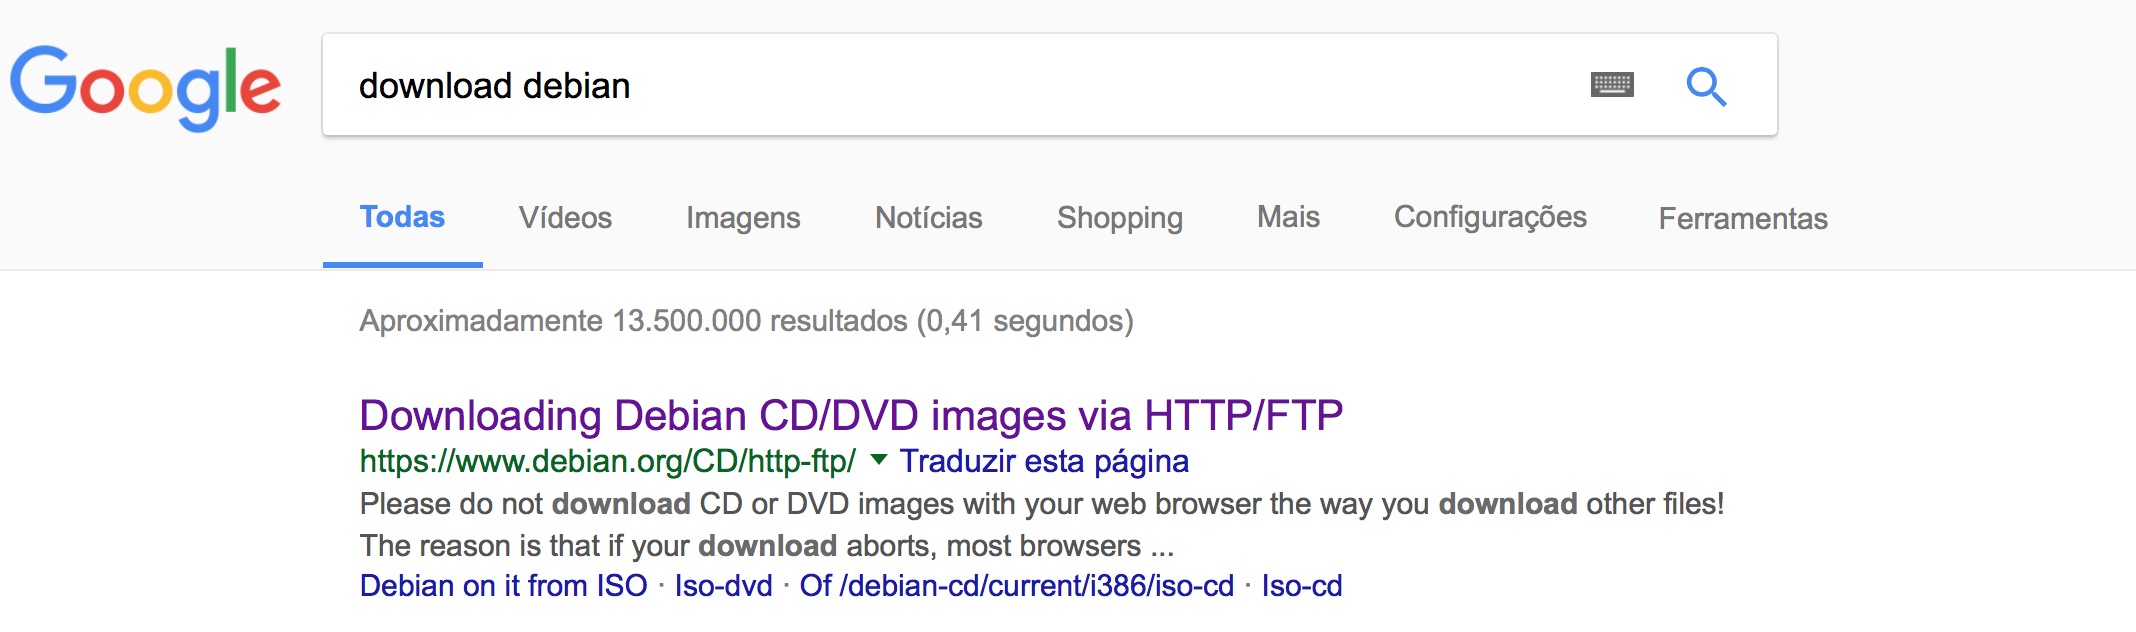 Google
download debian
Todas Vídeos Imagens Notícias Shopping Mais Configurações Ferramentas
Aproximadamente 13.500.000 resultados (0,41 segundos)
Downloading Debian CD/DVD images via HTTP/FTP
https://www.debian.org/CD/http-ftp/ Traduzir esta página
Please do not download CD or DVD images with your web browser the way you download other files!
The reason is that if your download aborts, most browsers ...
Debian on it from ISO · Iso-dvd · Of /debian-cd/current/i386/iso-cd · Iso-cd